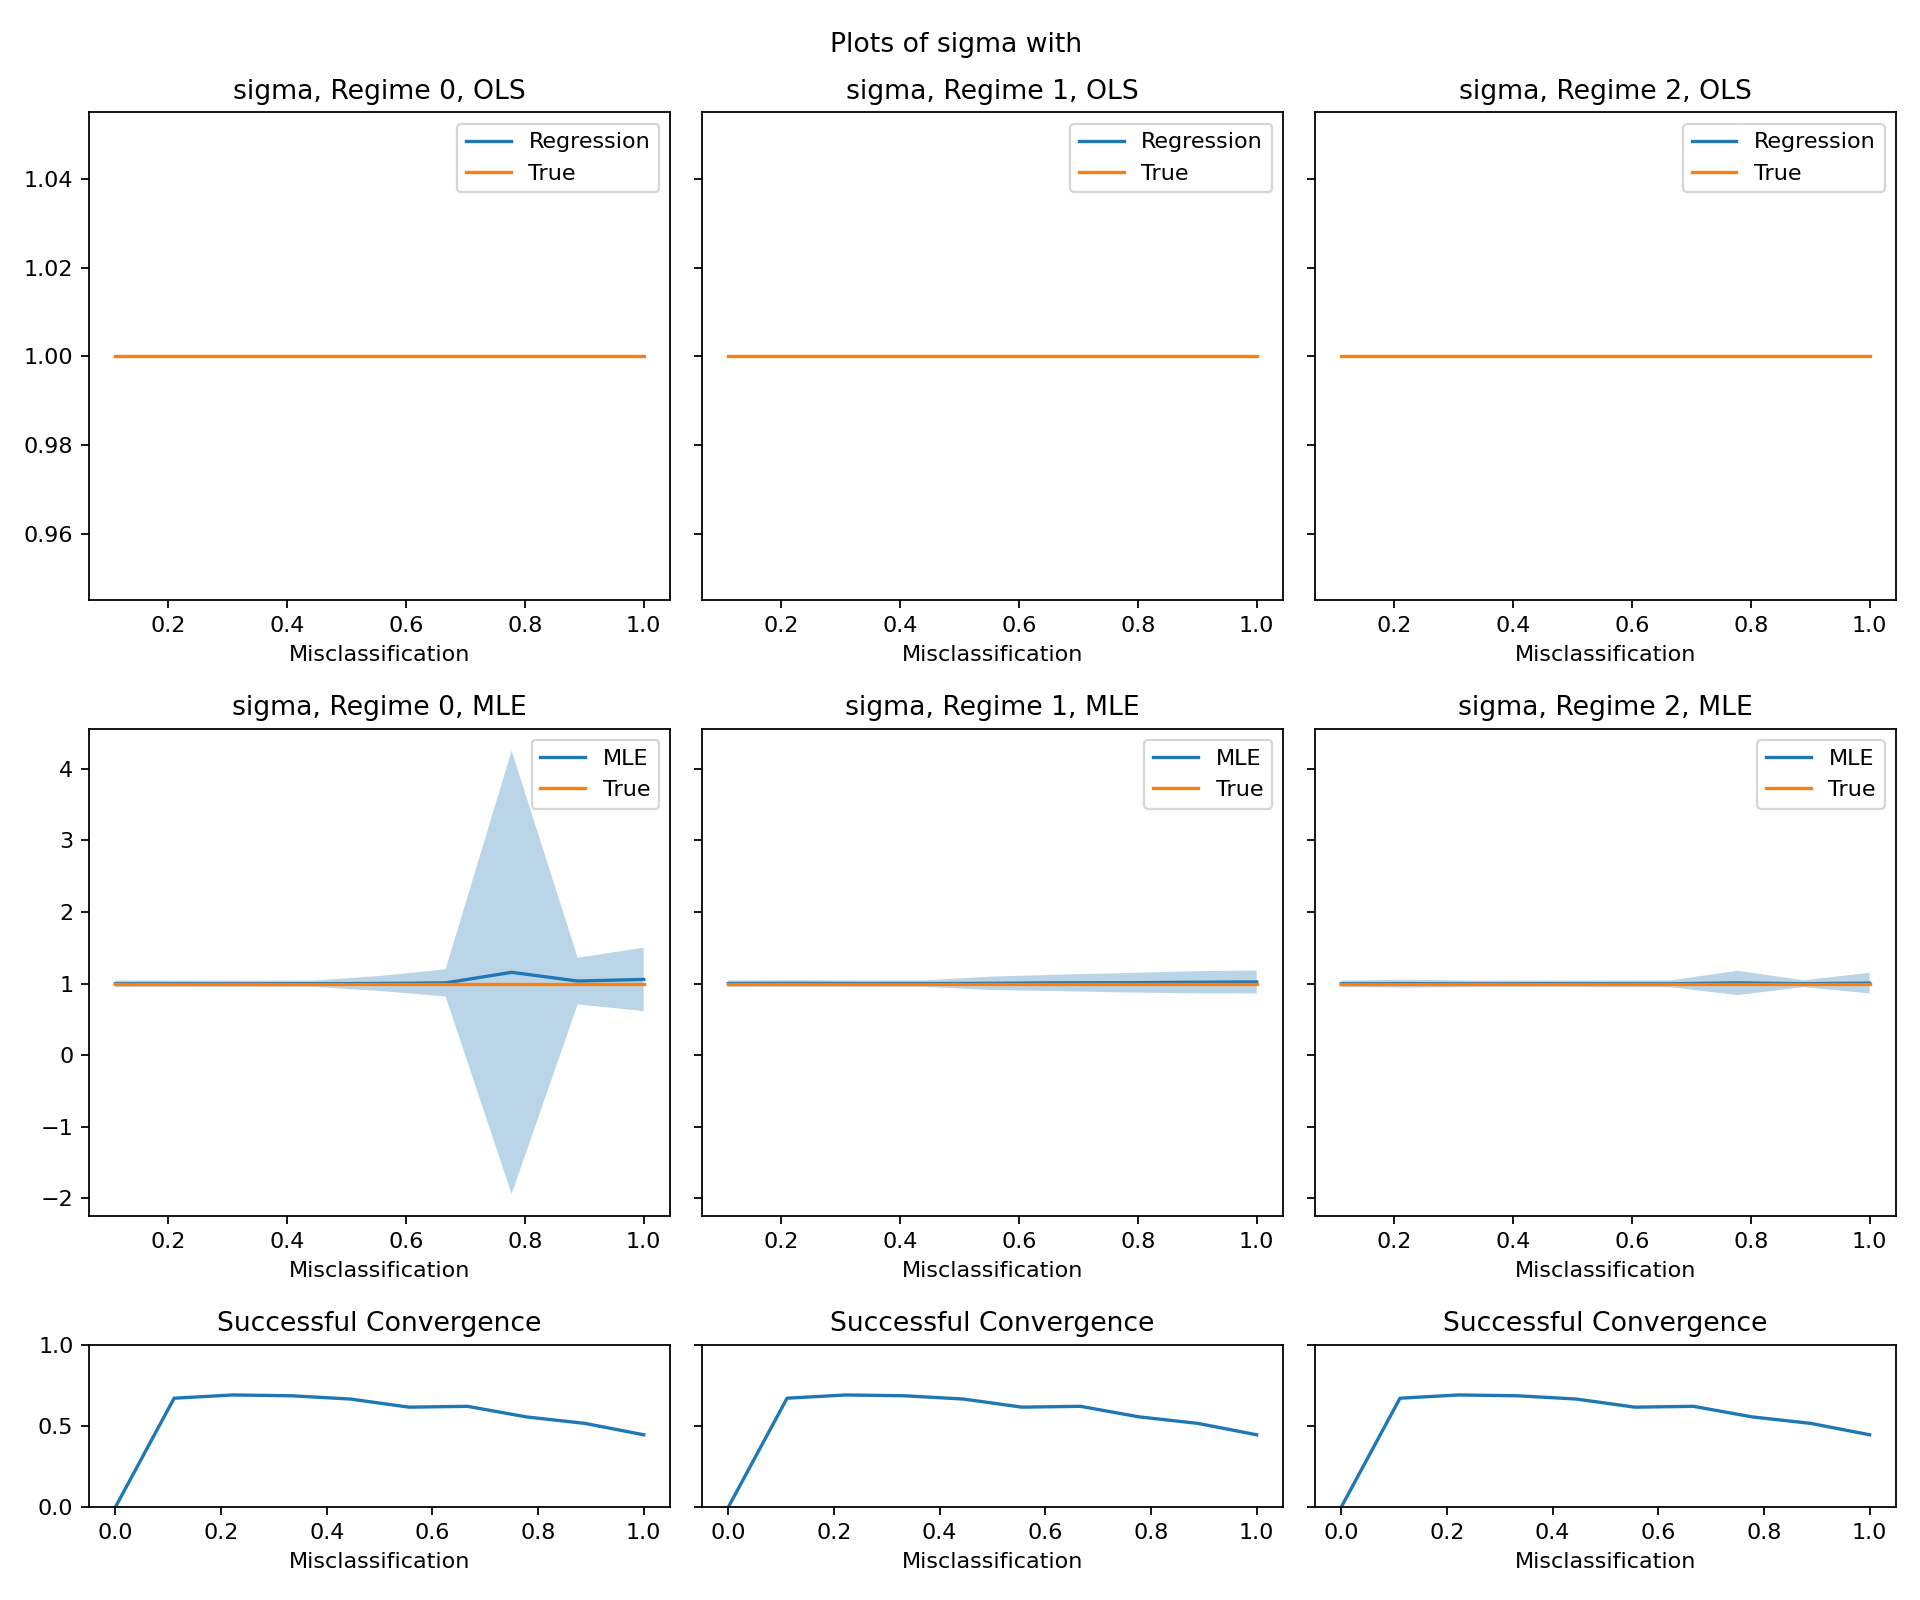 Plots of sigma with
sigma, Regime 0, OLS
Regression
True
1.04
1.02
1.00
0.98
0.96
0.2 0.4 0.6 0.8 1.0
Misclassification
sigma, Regime 1, OLS
Regression
True
0.2 0.4 0.6 0.8 1.0
Misclassification
sigma, Regime 2, OLS
Regression
True
0.2 0.4 0.6 0.8 1.0
Misclassification
sigma, Regime 0, MLE
MLE
True
4
3
2
1
0
−1
−2
0.2 0.4 0.6 0.8 1.0
Misclassification
sigma, Regime 1, MLE
MLE
True
0.2 0.4 0.6 0.8 1.0
Misclassification
sigma, Regime 2, MLE
MLE
True
0.2 0.4 0.6 0.8 1.0
Misclassification
Successful Convergence
1.0
0.5
0.0
0.0 0.2 0.4 0.6 0.8 1.0
Misclassification
Successful Convergence
0.0 0.2 0.4 0.6 0.8 1.0
Misclassification
Successful Convergence
0.0 0.2 0.4 0.6 0.8 1.0
Misclassification